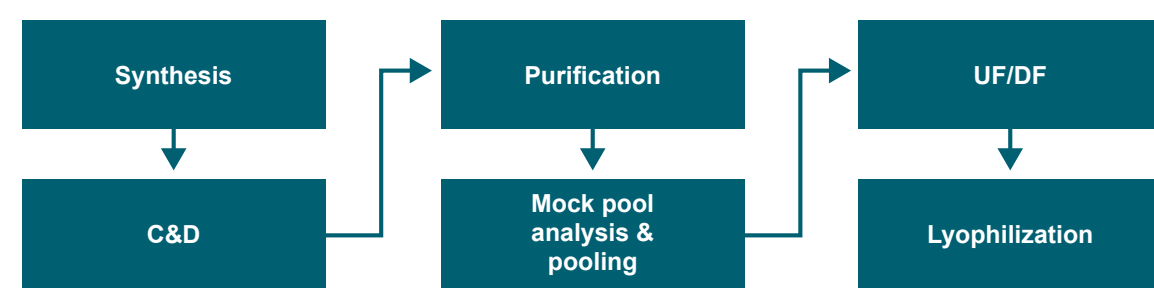 Synthesis
C&D
Purification
Mock pool
analysis &
pooling
UF/DF
Lyophilization